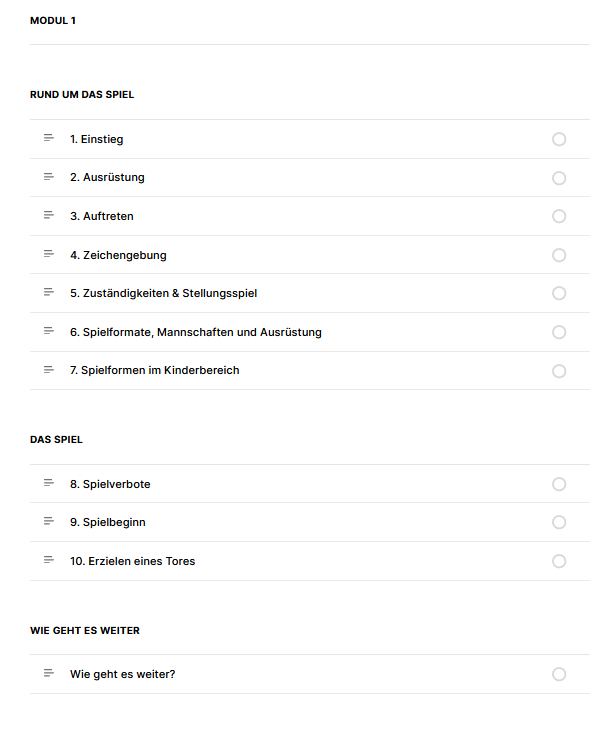 MODUL 1
RUND UM DAS SPIEL
1. Einstieg
2. Ausrüstung
3. Auftreten
4. Zeichengebung
5. Zuständigkeiten & Stellungsspiel
6. Spielformate, Mannschaften und Ausrüstung
7. Spielformen im Kinderbereich
DAS SPIEL
8. Spielverbote
9. Spielbeginn
10. Erzielen eines Tores
WIE GEHT ES WEITER
Wie geht es weiter?